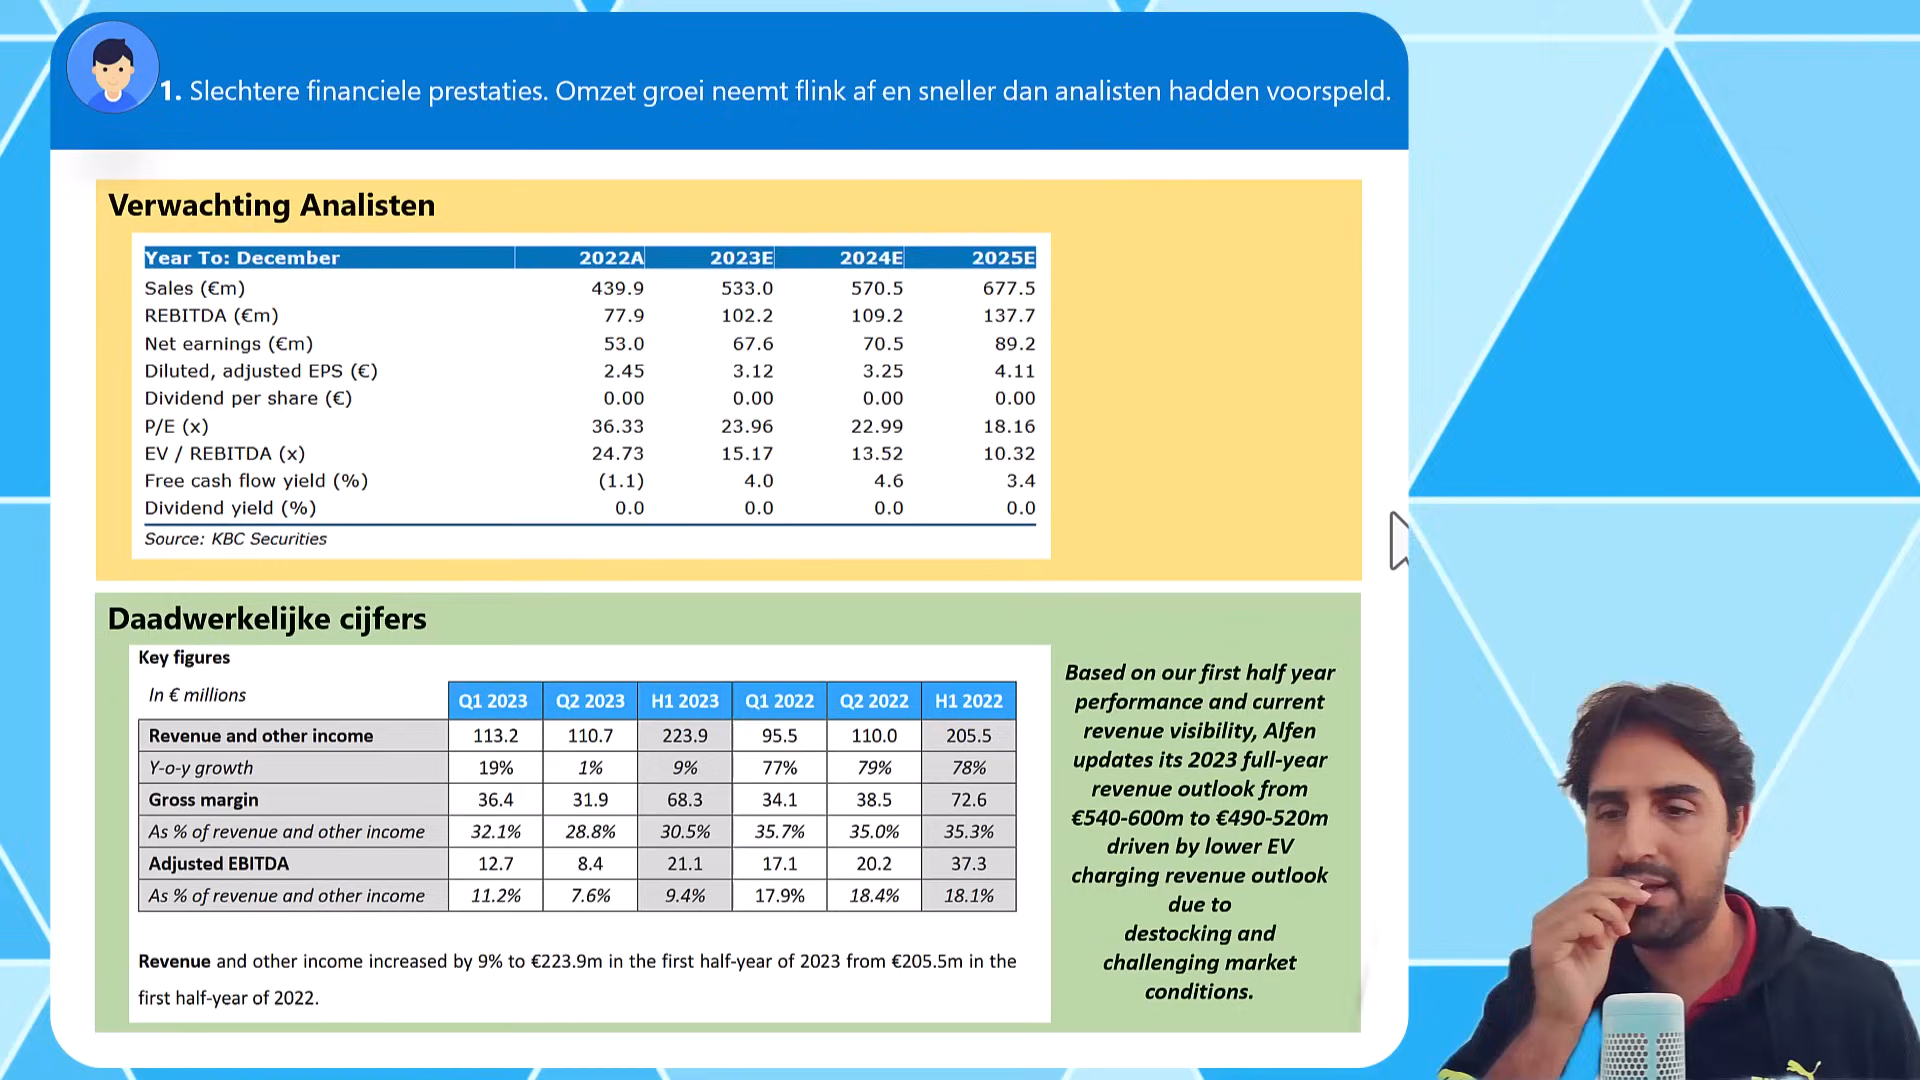 1. Slechtere financiele prestaties. Omzet groei neemt flink af en sneller dan analisten hadden voorspeld.
Verwachting Analisten
Year To: December 2022A 2023E 2024E 2025E
Sales (€m) 439.9 533.0 570.5 677.5
REBITDA (€m) 77.9 102.2 109.2 137.7
Net earnings (€m) 53.0 67.6 70.5 89.2
Diluted, adjusted EPS (€) 2.45 3.12 3.25 4.11
Dividend per share (€) 0.00 0.00 0.00 0.00
P/E (x) 36.33 23.96 22.99 18.16
EV / REBITDA (x) 24.73 15.17 13.52 10.32
Free cash flow yield (%) (1.1) 4.0 4.6 3.4
Dividend yield (%) 0.0 0.0 0.0 0.0
Source: KBC Securities
Daadwerkelijke cijfers
Key figures
In € millions Q1 2023 Q2 2023 H1 2023 Q1 2022 Q2 2022 H1 2022
Revenue and other income 113.2 110.7 223.9 95.5 110.0 205.5
Y-o-y growth 19% 1% 9% 77% 79% 78%
Gross margin 36.4 31.9 68.3 34.1 38.5 72.6
As % of revenue and other income 32.1% 28.8% 30.5% 35.7% 35.0% 35.3%
Adjusted EBITDA 12.7 8.4 21.1 17.1 20.2 37.3
As % of revenue and other income 11.2% 7.6% 9.4% 17.9% 18.4% 18.1%
Revenue and other income increased by 9% to €223.9m in the first half-year of 2023 from €205.5m in the
first half-year of 2022.
Based on our first half year
performance and current
revenue visibility, Alfen
updates its 2023 full-year
revenue outlook from
€540-600m to €490-520m
driven by lower EV
charging revenue outlook
due to
destocking and
challenging market
conditions.